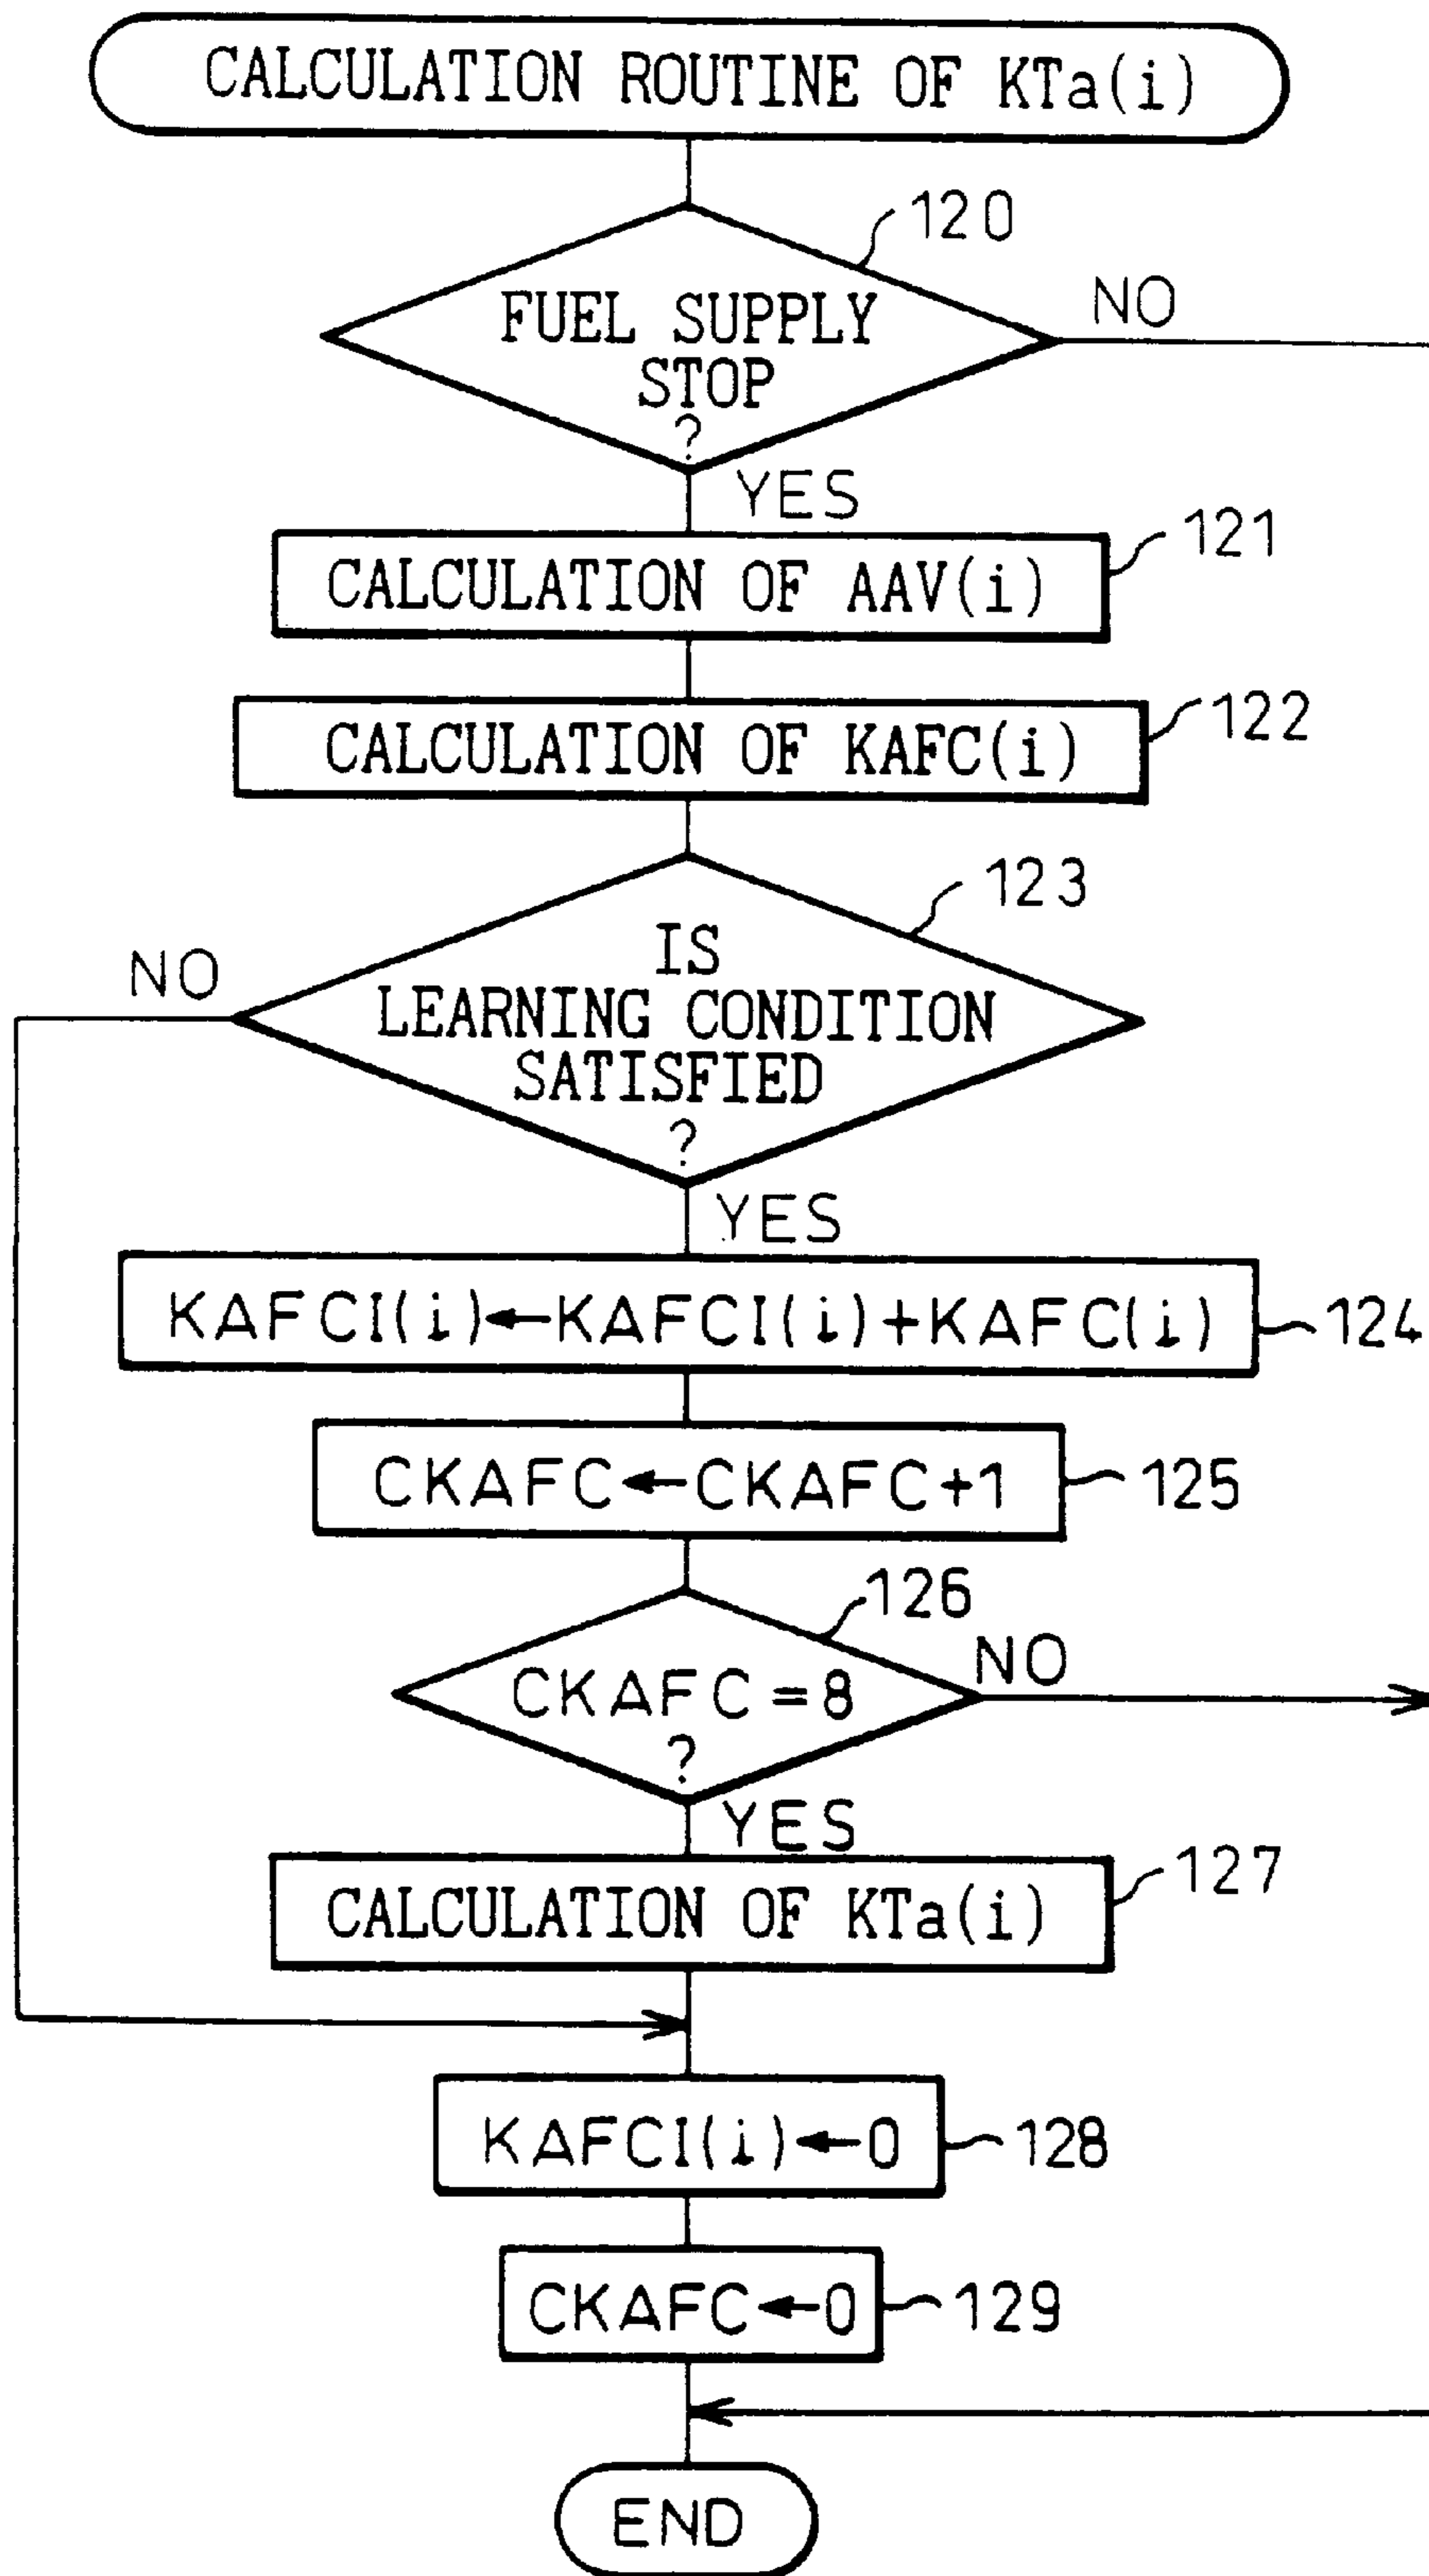 CALCULATION ROUTINE OF KTa(i)
120
FUEL SUPPLY
STOP
?
NO
YES
CALCULATION OF AAV(i)
121
CALCULATION OF KAFC(i)
122
123
IS
LEARNING CONDITION
SATISFIED
?
NO
YES
KAFCI(i)←KAFCI(i)+KAFC(i)
124
CKAFC←CKAFC+1
125
126
CKAFC=8
?
NO
YES
CALCULATION OF KTa(i)
127
KAFCI(i)←0
128
CKAFC←0
129
END